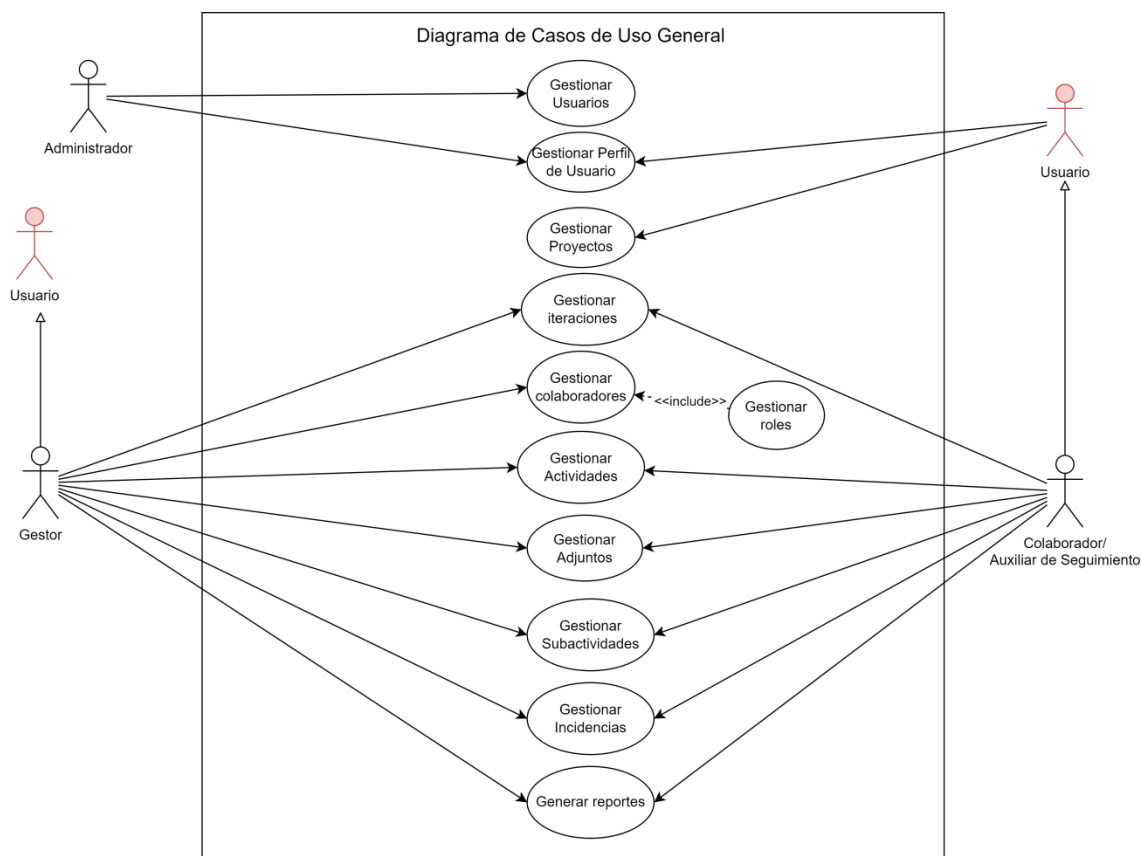 Diagrama de Casos de Uso General
Gestionar
Usuarios
Administrador
Gestionar Perfil
de Usuario
Usuario
Gestionar
Proyectos
Usuario
Gestionar
iteraciones
Gestionar
colaboradores
<<include>>
Gestionar
roles
Gestionar
Actividades
Gestor
Gestionar
Adjuntos
Colaborador/
Auxiliar de Seguimiento
Gestionar
Subactividades
Gestionar
Incidencias
Generar reportes